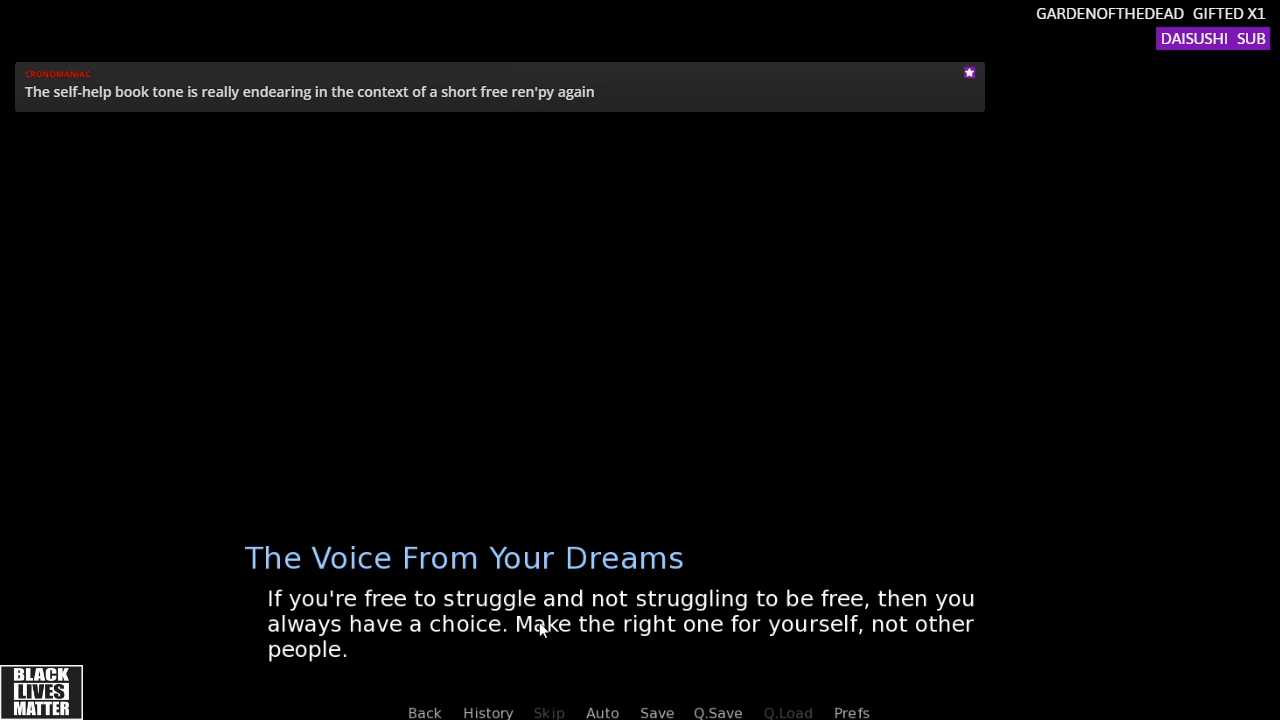 GARDENOFTHEDEAD GIFTED X1
DAISUSHI SUB
CRONOMANIAC
The self-help book tone is really endearing in the context of a short free ren'py again
The Voice From Your Dreams
If you're free to struggle and not struggling to be free, then you
always have a choice. Make the right one for yourself, not other
people.
BLACK
LIVES
MATTER
Back History Skip Auto Save Q.Save Q.Load Prefs